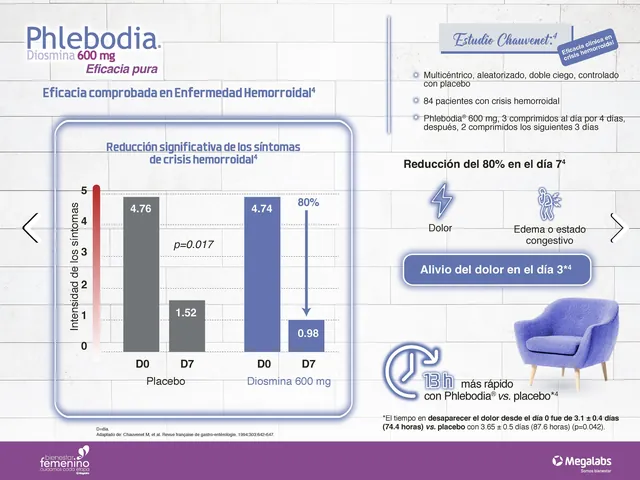 Phlebodia®
Diosmina 600 mg
Eficacia pura
Eficacia comprobada en Enfermedad Hemorroidal⁴
Reducción significativa de los síntomas
de crisis hemorroidal⁴
Intensidad de los síntomas
5
4
3
2
1
0
4.76
p=0.017
1.52
4.74
80%
0.98
D0
D7
D0
D7
Placebo
Diosmina 600 mg
D=día.
Adaptado de: Chauvenet M, et al. Revue française de gastro-entérologie. 1994;303:642-647.
Estudio Chauvenet:⁴
Eficacia clínica en
crisis hemorroidal
Multicéntrico, aleatorizado, doble ciego, controlado
con placebo
84 pacientes con crisis hemorroidal
Phlebodia® 600 mg, 3 comprimidos al día por 4 días,
después, 2 comprimidos los siguientes 3 días
Reducción del 80% en el día 7⁴
Dolor
Edema o estado
congestivo
Alivio del dolor en el día 3*⁴
13 h más rápido
con Phlebodia® vs. placebo*⁴
*El tiempo en desaparecer el dolor desde el día 0 fue de 3.1 ± 0.4 días
(74.4 horas) vs. placebo con 3.65 ± 0.5 días (87.6 horas) (p=0.042).
bienestar
femenino
Megalabs